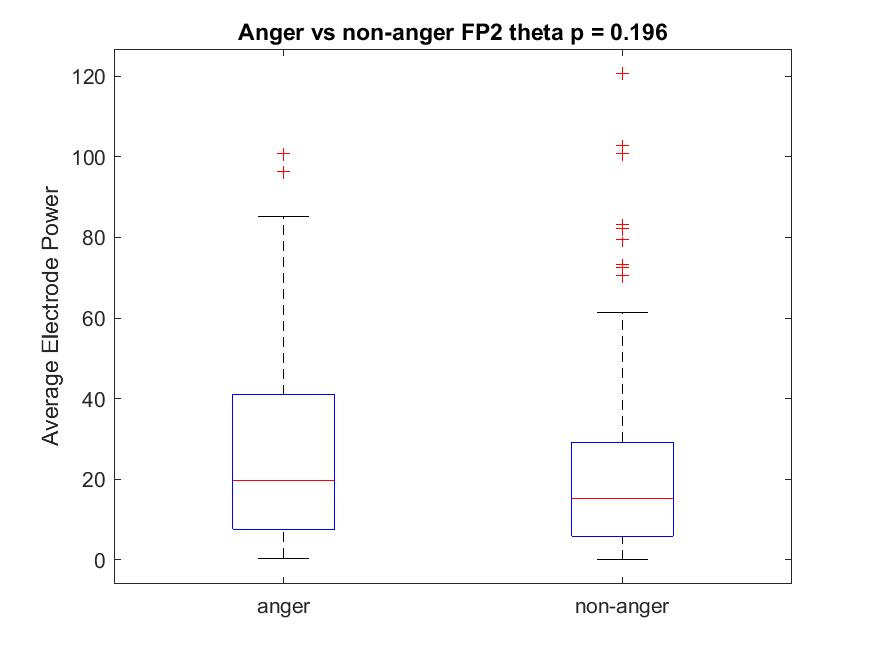 Anger vs non-anger FP2 theta p = 0.196
Average Electrode Power
120
100
80
60
40
20
0
anger
non-anger